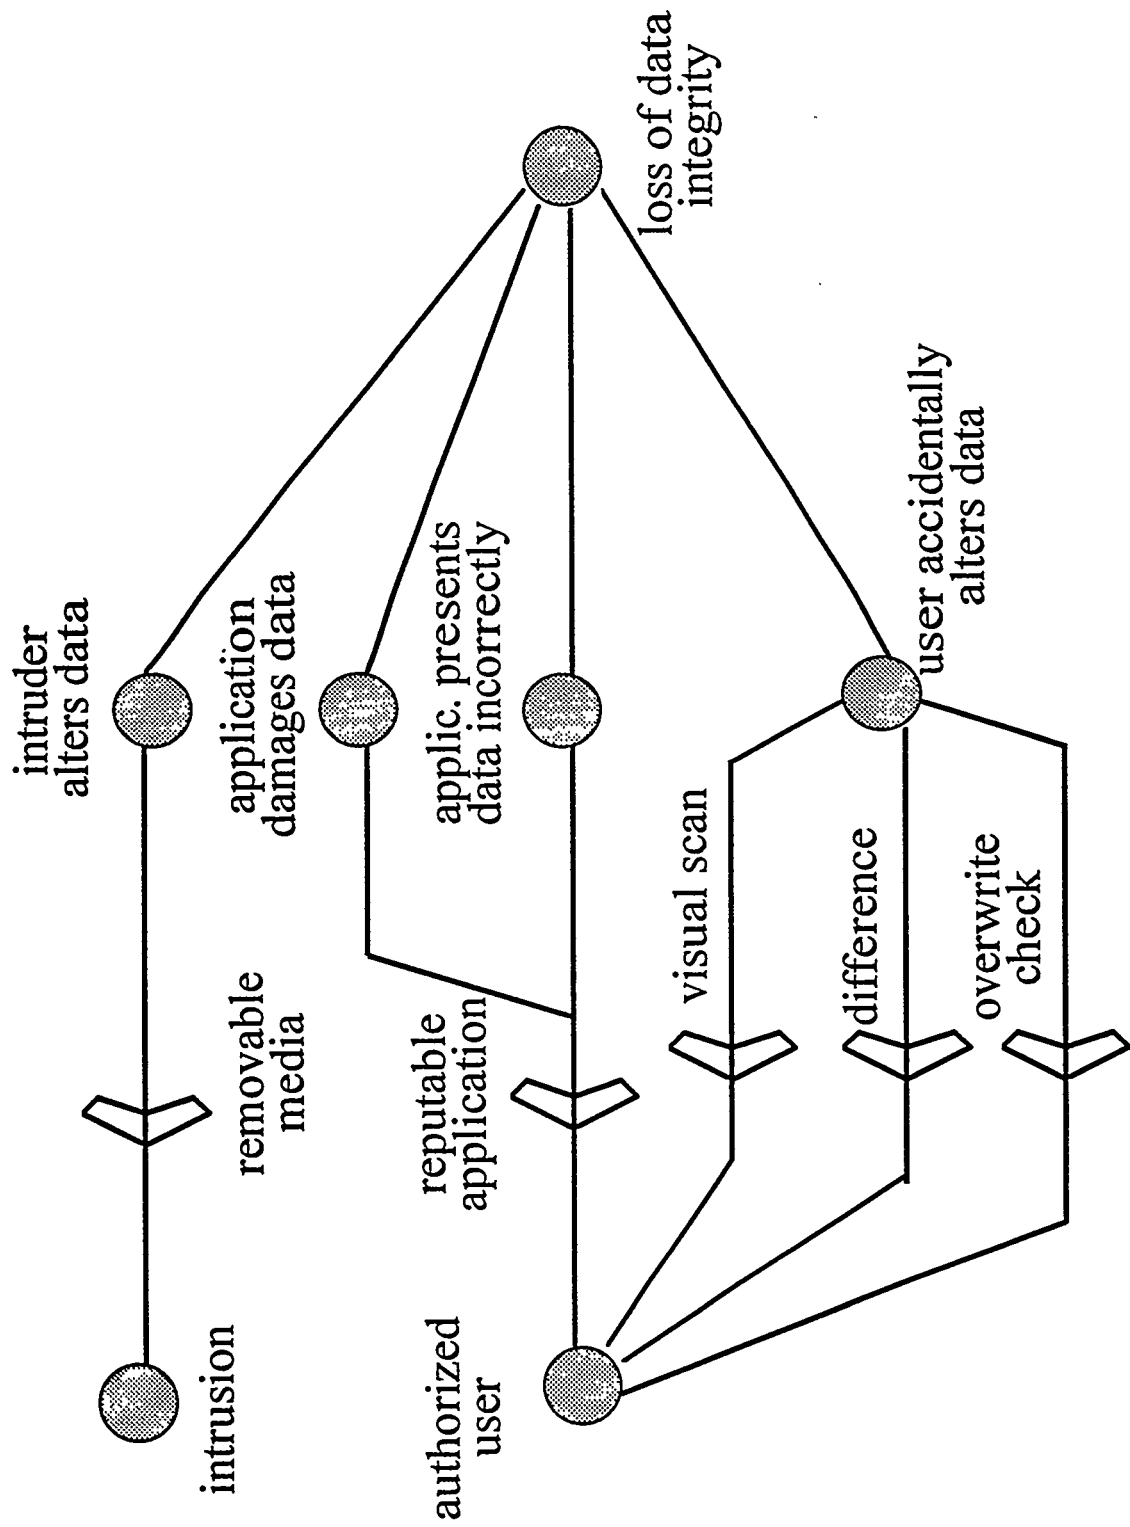 intruder
alters data
application
damages data
applic. presents
data incorrectly
loss of data
integrity
removable
media
reputable
application
visual scan
difference
overwrite
check
user accidentally
alters data
intrusion
authorized
user